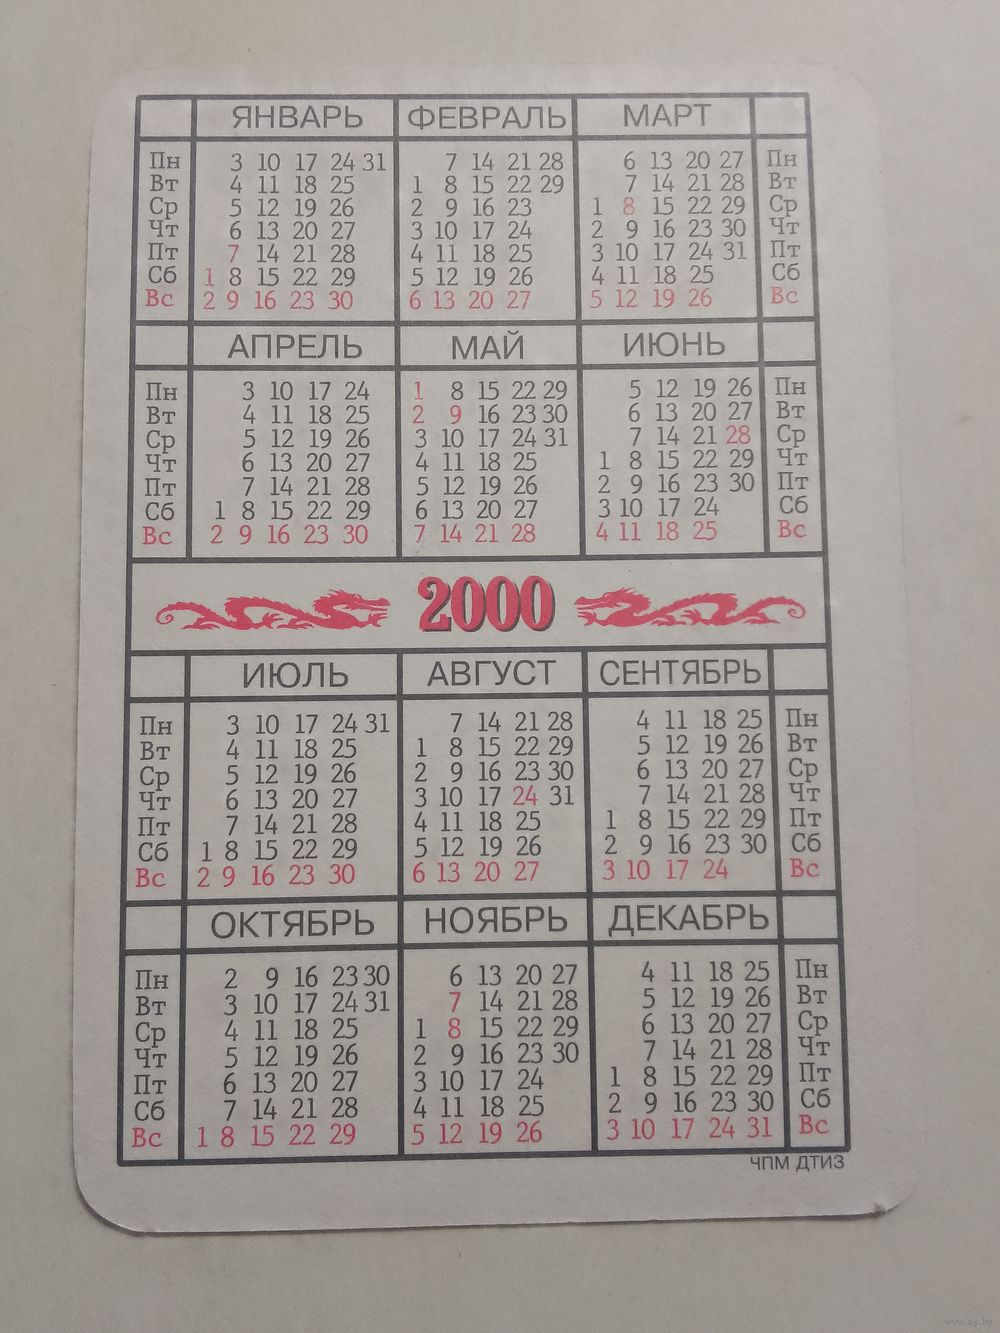 ЯНВАРЬ ФЕВРАЛЬ МАРТ
Пн 3 10 17 24 31 7 14 21 28 6 13 20 27 Пн
Вт 4 11 18 25 1 8 15 22 29 7 14 21 28 Вт
Ср 5 12 19 26 2 9 16 23 1 8 15 22 29 Ср
Чт 6 13 20 27 3 10 17 24 2 9 16 23 30 Чт
Пт 7 14 21 28 4 11 18 25 3 10 17 24 31 Пт
Сб 1 8 15 22 29 5 12 19 26 4 11 18 25 Сб
Вс 2 9 16 23 30 6 13 20 27 5 12 19 26 Вс
АПРЕЛЬ МАЙ ИЮНЬ
Пн 3 10 17 24 1 8 15 22 29 5 12 19 26 Пн
Вт 4 11 18 25 2 9 16 23 30 6 13 20 27 Вт
Ср 5 12 19 26 3 10 17 24 31 7 14 21 28 Ср
Чт 6 13 20 27 4 11 18 25 1 8 15 22 29 Чт
Пт 7 14 21 28 5 12 19 26 2 9 16 23 30 Пт
Сб 1 8 15 22 29 6 13 20 27 3 10 17 24 Сб
Вс 2 9 16 23 30 7 14 21 28 4 11 18 25 Вс
2000
ИЮЛЬ АВГУСТ СЕНТЯБРЬ
Пн 3 10 17 24 31 7 14 21 28 4 11 18 25 Пн
Вт 4 11 18 25 1 8 15 22 29 5 12 19 26 Вт
Ср 5 12 19 26 2 9 16 23 30 6 13 20 27 Ср
Чт 6 13 20 27 3 10 17 24 31 7 14 21 28 Чт
Пт 7 14 21 28 4 11 18 25 1 8 15 22 29 Пт
Сб 1 8 15 22 29 5 12 19 26 2 9 16 23 30 Сб
Вс 2 9 16 23 30 6 13 20 27 3 10 17 24 Вс
ОКТЯБРЬ НОЯБРЬ ДЕКАБРЬ
Пн 2 9 16 23 30 6 13 20 27 4 11 18 25 Пн
Вт 3 10 17 24 31 7 14 21 28 5 12 19 26 Вт
Ср 4 11 18 25 1 8 15 22 29 6 13 20 27 Ср
Чт 5 12 19 26 2 9 16 23 30 7 14 21 28 Чт
Пт 6 13 20 27 3 10 17 24 1 8 15 22 29 Пт
Сб 7 14 21 28 4 11 18 25 2 9 16 23 30 Сб
Вс 1 8 15 22 29 5 12 19 26 3 10 17 24 31 Вс
ЧПМ ДТИЗ
www.ay.by